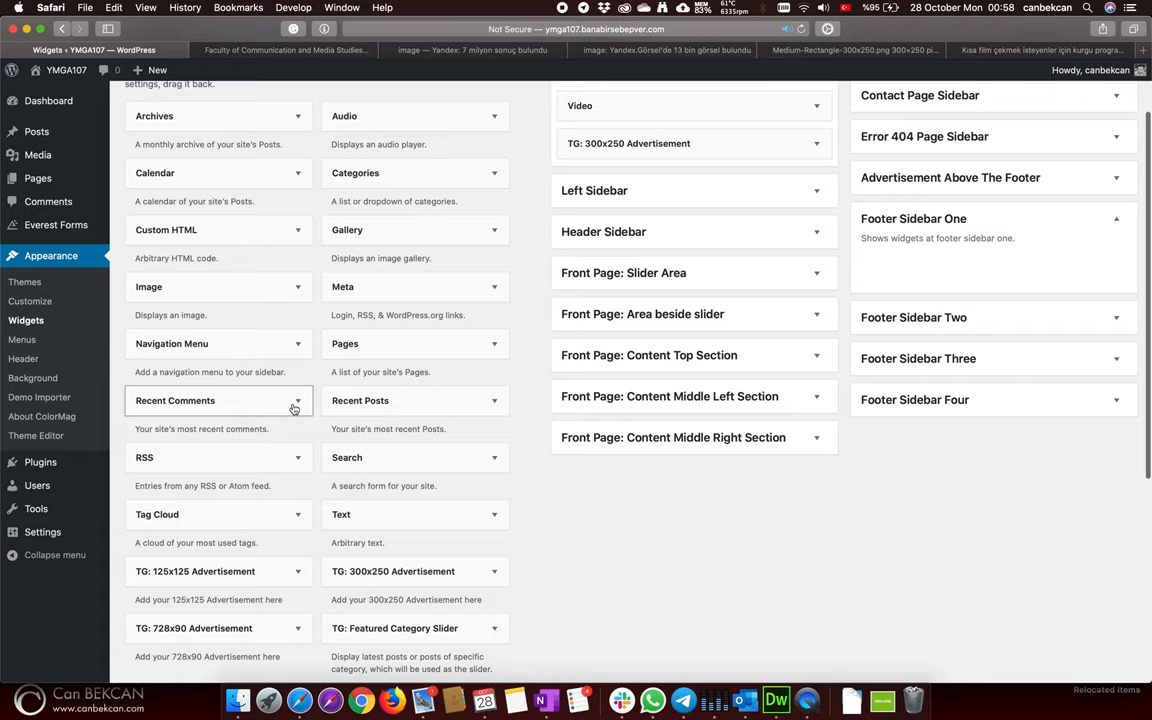 Safari File Edit View History Bookmarks Develop Window Help
83% MEM
61°C 6335rpm
%95
28 October Mon 00:58 canbekcan
Not Secure — ymga107.banabirsebepver.com
Widgets ‹ YMGA107 — WordPress
Faculty of Communication and Media Studies...
image — Yandex: 7 milyon sonuç bulundu
image: Yandex.Görsel'de 13 bin görsel bulundu
Medium-Rectangle-300x250.png 300×250 pi...
Kısa film çekmek isteyenler için kurgu progra...
YMGA107 0 New
Howdy, canbekcan
Dashboard
Posts
Media
Pages
Comments
Everest Forms
Appearance
Themes
Customize
Widgets
Menus
Header
Background
Demo Importer
About ColorMag
Theme Editor
Plugins
Users
Tools
Settings
Collapse menu
settings, drag it back.
Archives
A monthly archive of your site's Posts.
Audio
Displays an audio player.
Calendar
A calendar of your site's Posts.
Categories
A list or dropdown of categories.
Custom HTML
Arbitrary HTML code.
Gallery
Displays an image gallery.
Image
Displays an image.
Meta
Login, RSS, & WordPress.org links.
Navigation Menu
Add a navigation menu to your sidebar.
Pages
A list of your site's Pages.
Recent Comments
Your site's most recent comments.
Recent Posts
Your site's most recent Posts.
RSS
Entries from any RSS or Atom feed.
Search
A search form for your site.
Tag Cloud
A cloud of your most used tags.
Text
Arbitrary text.
TG: 125x125 Advertisement
Add your 125x125 Advertisement here
TG: 300x250 Advertisement
Add your 300x250 Advertisement here
TG: 728x90 Advertisement
Add your 728x90 Advertisement here
TG: Featured Category Slider
Display latest posts or posts of specific
category, which will be used as the slider.
Video
TG: 300x250 Advertisement
Left Sidebar
Header Sidebar
Front Page: Slider Area
Front Page: Area beside slider
Front Page: Content Top Section
Front Page: Content Middle Left Section
Front Page: Content Middle Right Section
Contact Page Sidebar
Error 404 Page Sidebar
Advertisement Above The Footer
Footer Sidebar One
Shows widgets at footer sidebar one.
Footer Sidebar Two
Footer Sidebar Three
Footer Sidebar Four
Can BEKCAN
www.canbekcan.com
OCT
28
4
Dw
Relocated Items